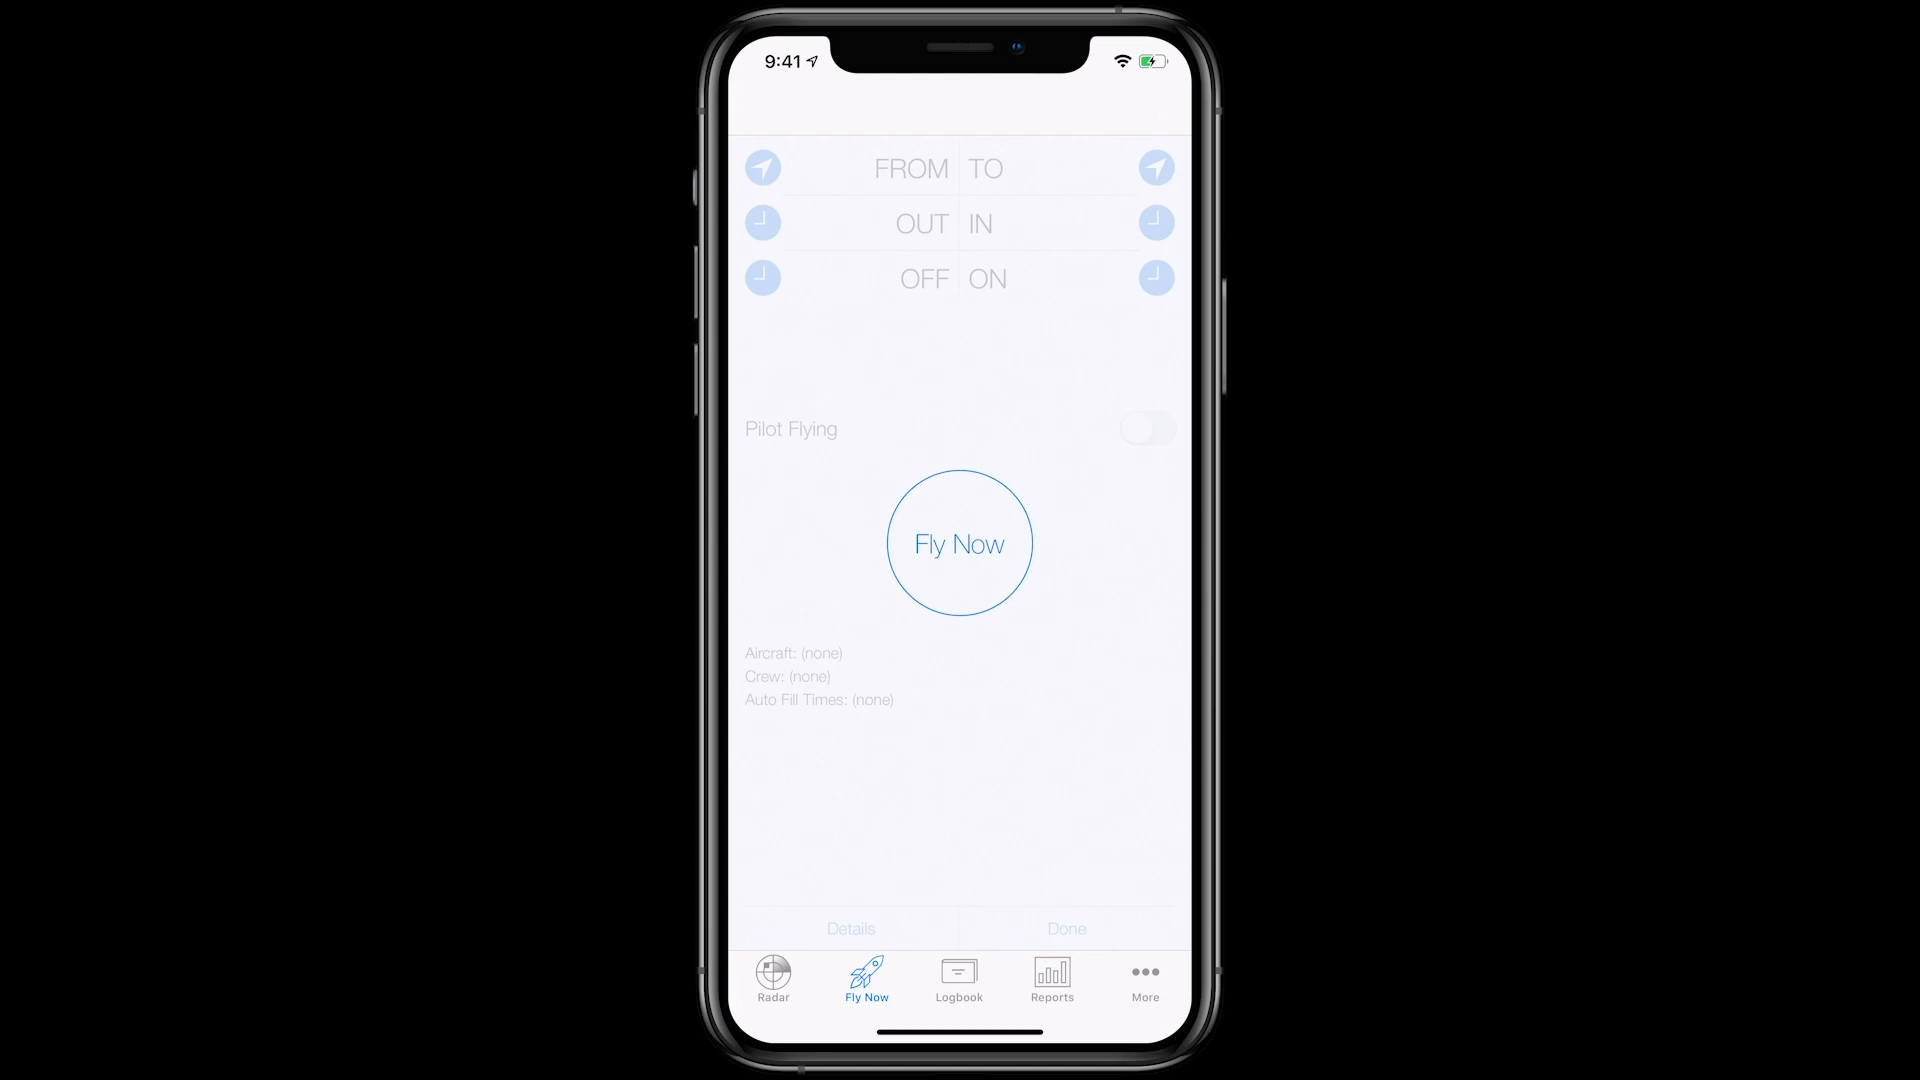 9:41
FROM TO
OUT IN
OFF ON
Pilot Flying
Fly Now
Aircraft: (none)
Crew: (none)
Auto Fill Times: (none)
Details Done
Radar Fly Now Logbook Reports More